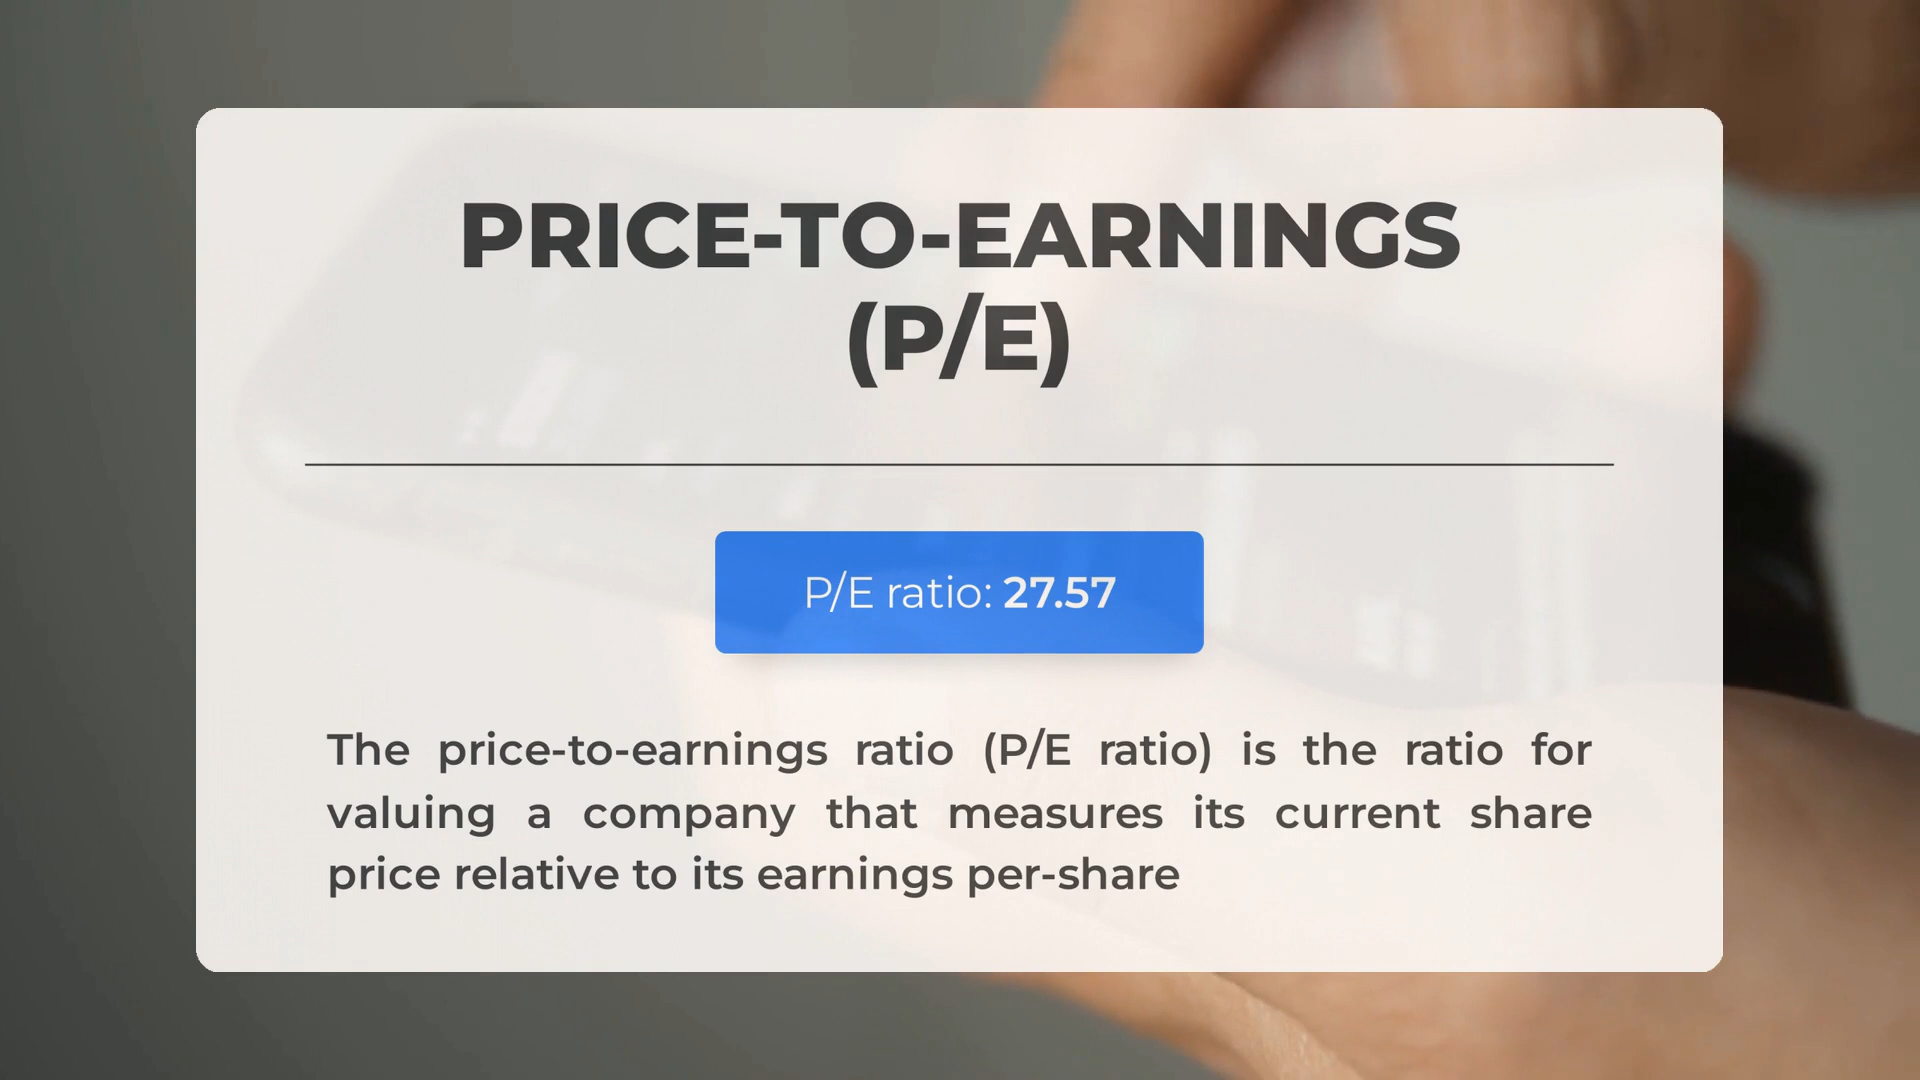 PRICE-TO-EARNINGS
(P/E)
P/E ratio: 27.57
The price-to-earnings ratio (P/E ratio) is the ratio for
valuing a company that measures its current share
price relative to its earnings per-share